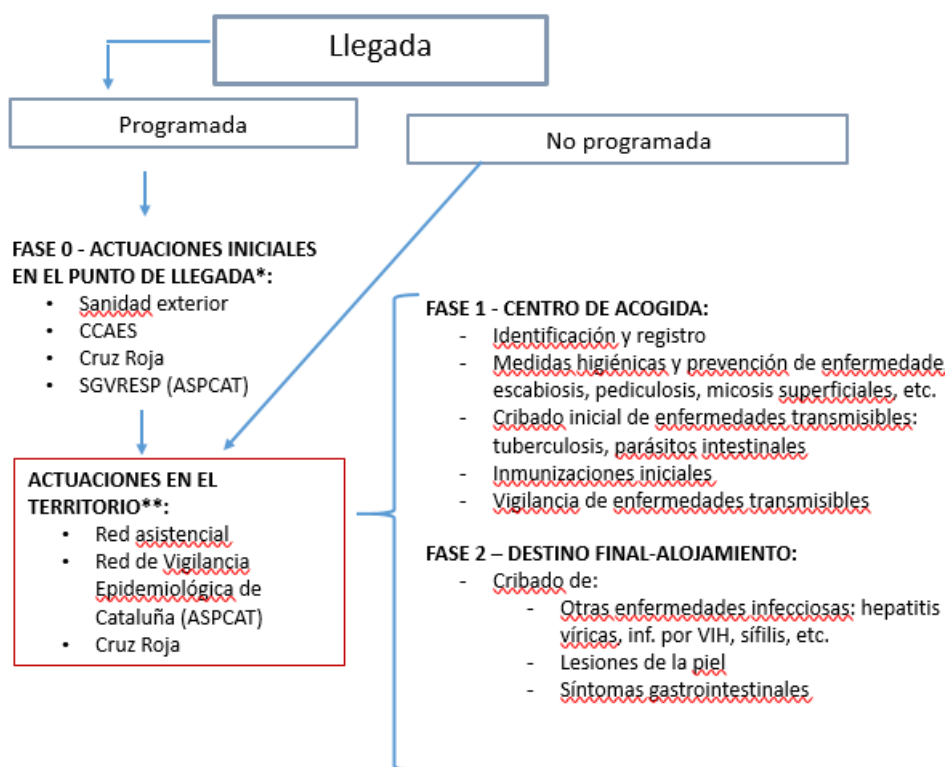 Llegada
Programada
No programada
FASE 0 - ACTUACIONES INICIALES
EN EL PUNTO DE LLEGADA*:
• Sanidad exterior
• CCAES
• Cruz Roja
• SGVRESP (ASPCAT)
ACTUACIONES EN EL
TERRITORIO**:
• Red asistencial
• Red de Vigilancia
Epidemiológica de
Cataluña (ASPCAT)
• Cruz Roja
FASE 1 - CENTRO DE ACOGIDA:
- Identificación y registro
- Medidas higiénicas y prevención de enfermedade
escabiosis, pediculosis, micosis superficiales, etc.
- Cribado inicial de enfermedades transmisibles:
tuberculosis, parásitos intestinales
- Inmunizaciones iniciales
- Vigilancia de enfermedades transmisibles
FASE 2 – DESTINO FINAL-ALOJAMIENTO:
- Cribado de:
- Otras enfermedades infecciosas: hepatitis
víricas, inf. por VIH, sífilis, etc.
- Lesiones de la piel
- Síntomas gastrointestinales